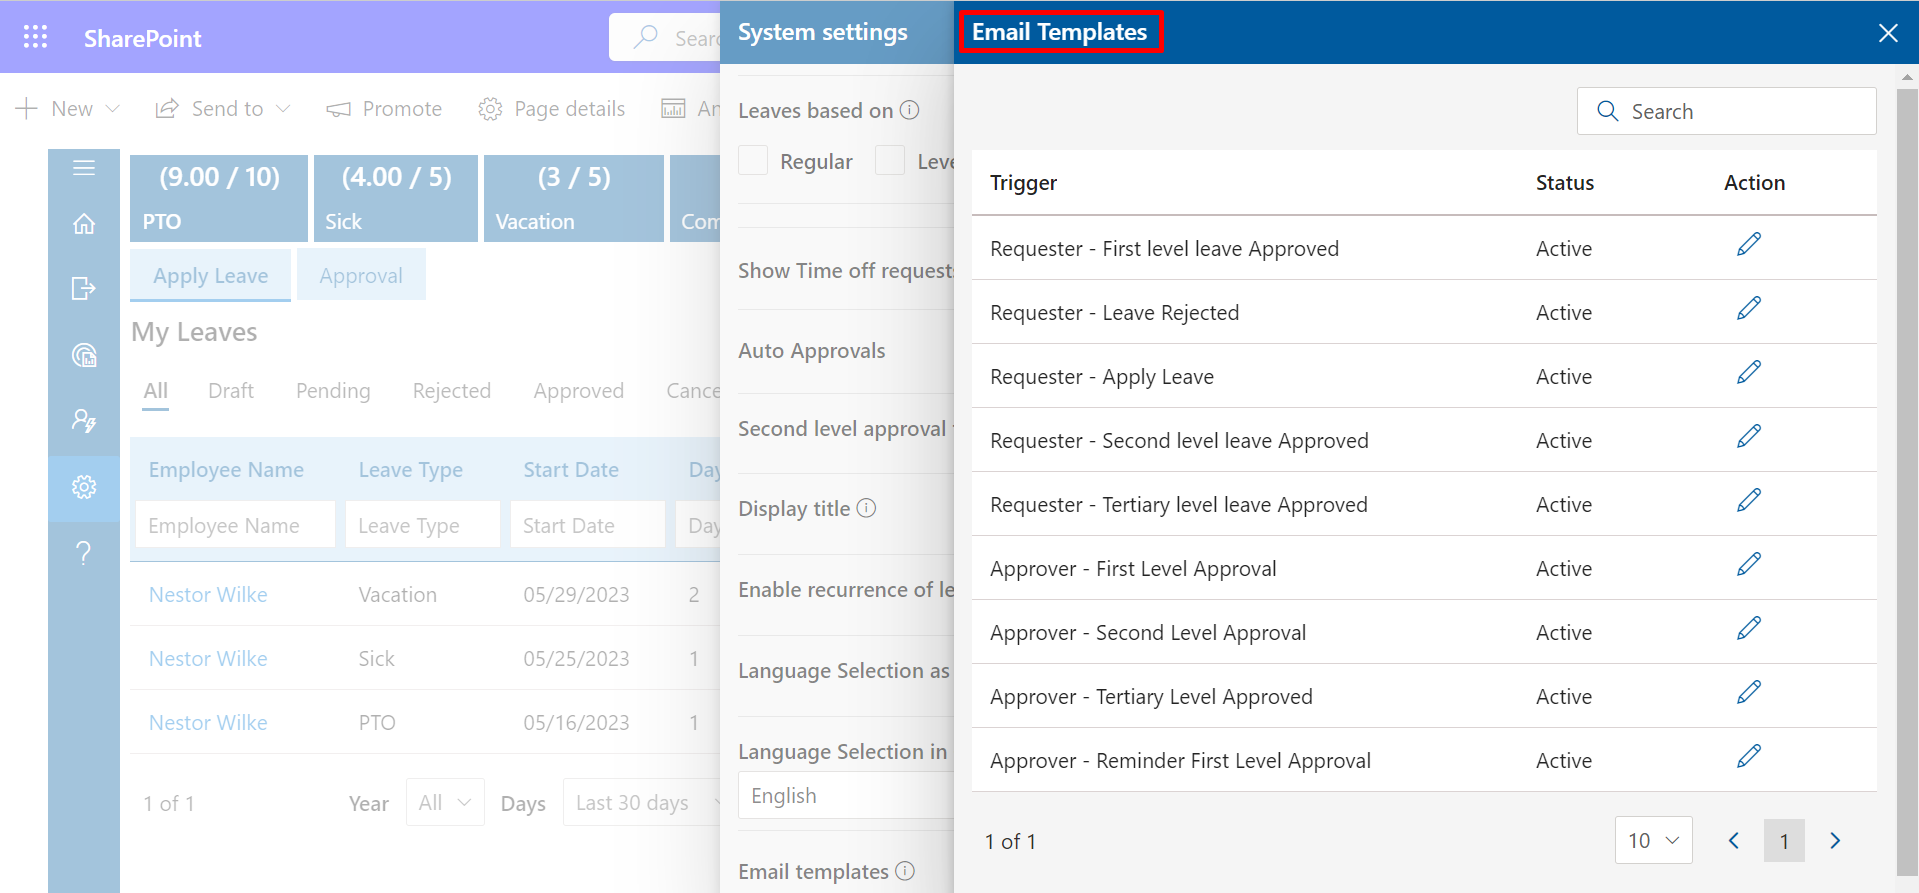 SharePoint
Sear
System settings
Email Templates
New
Send to
Promote
Page details
An
(9.00 / 10)
PTO
(4.00 / 5)
Sick
(3 / 5)
Vacation
Com
Apply Leave
Approval
My Leaves
All
Draft
Pending
Rejected
Approved
Cance
Employee Name
Leave Type
Start Date
Day
Employee Name
Leave Type
Start Date
Day
Nestor Wilke
Vacation
05/29/2023
2
Nestor Wilke
Sick
05/25/2023
1
Nestor Wilke
PTO
05/16/2023
1
1 of 1
Year
All
Days
Last 30 days
Leaves based on
Regular
Leve
Show Time off requests
Auto Approvals
Second level approval
Display title
Enable recurrence of le
Language Selection as
Language Selection in
English
Email templates
Search
Trigger
Status
Action
Requester - First level leave Approved
Active
Requester - Leave Rejected
Active
Requester - Apply Leave
Active
Requester - Second level leave Approved
Active
Requester - Tertiary level leave Approved
Active
Approver - First Level Approval
Active
Approver - Second Level Approval
Active
Approver - Tertiary Level Approved
Active
Approver - Reminder First Level Approval
Active
1 of 1
10
1